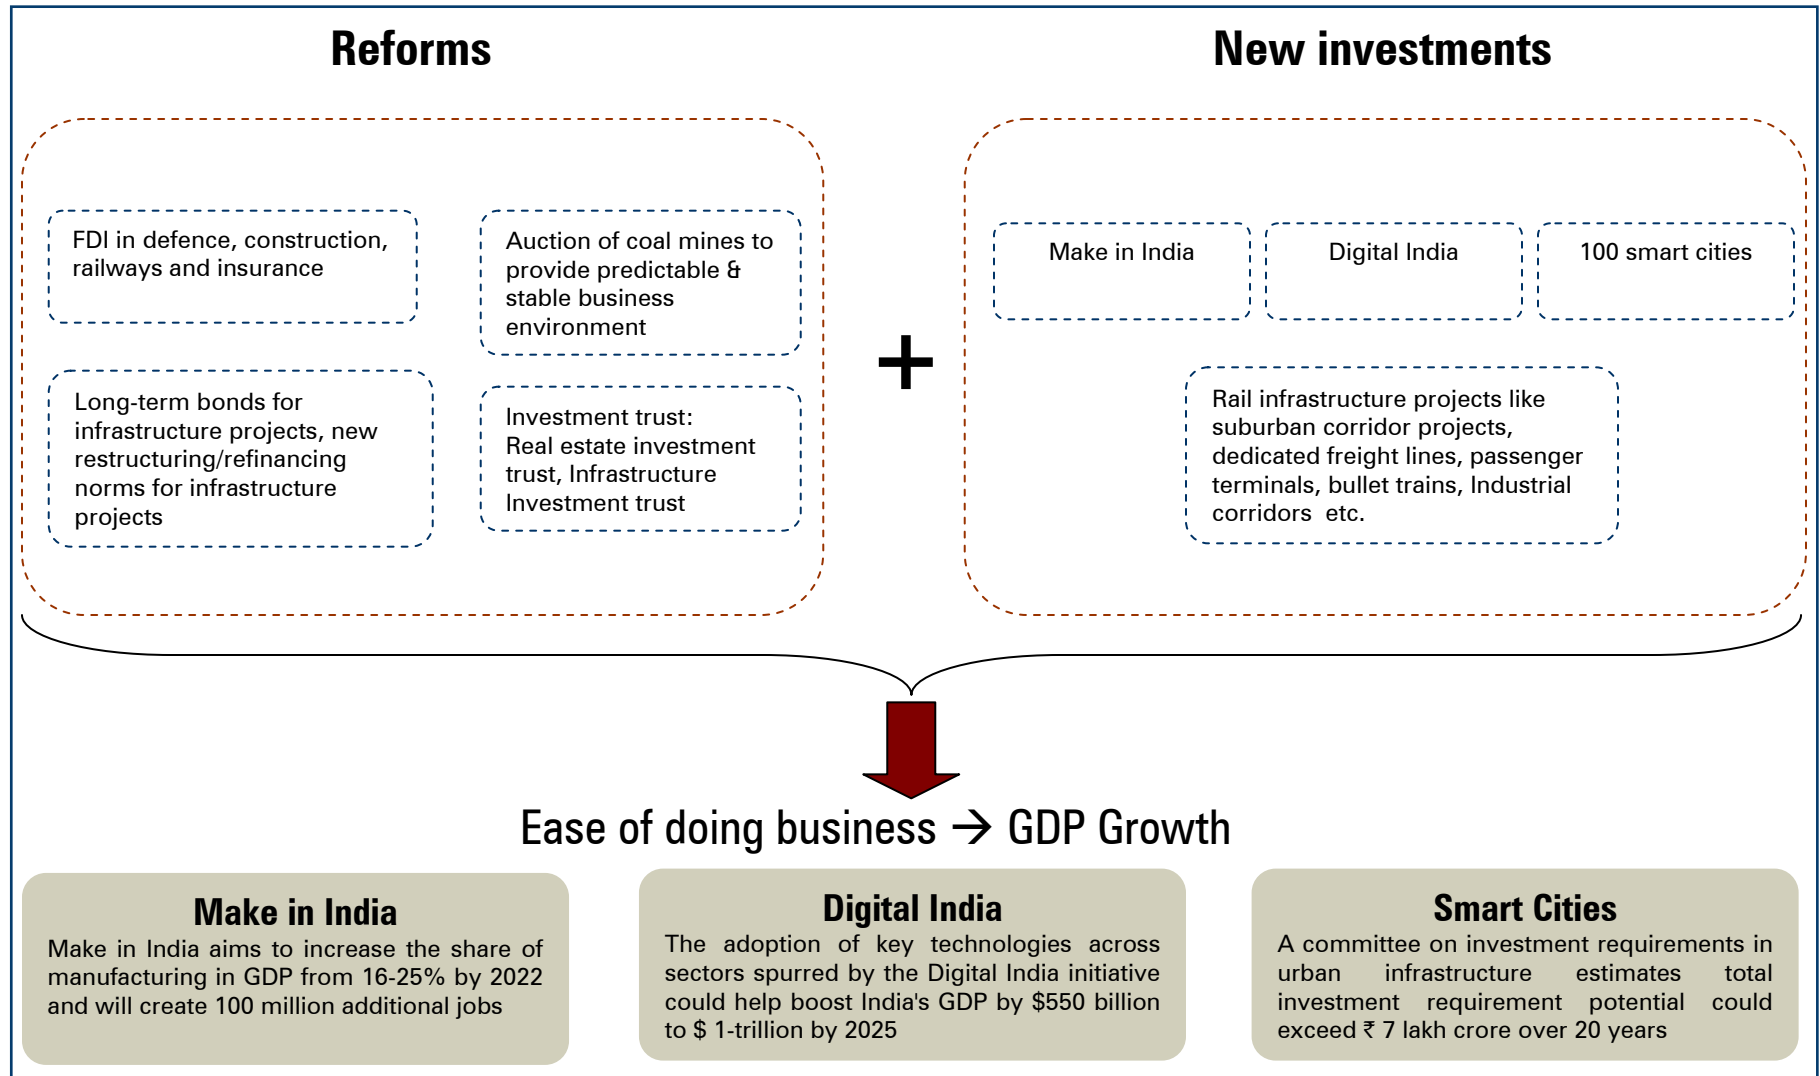 Reforms
New investments
FDI in defence, construction,
railways and insurance
Auction of coal mines to
provide predictable &
stable business
environment
Long-term bonds for
infrastructure projects, new
restructuring/refinancing
norms for infrastructure
projects
Investment trust:
Real estate investment
trust, Infrastructure
Investment trust
+
Make in India
Digital India
100 smart cities
Rail infrastructure projects like
suburban corridor projects,
dedicated freight lines, passenger
terminals, bullet trains, Industrial
corridors  etc.
Ease of doing business → GDP Growth
Make in India
Make in India aims to increase the share of
manufacturing in GDP from 16-25% by 2022
and will create 100 million additional jobs
Digital India
The adoption of key technologies across
sectors spurred by the Digital India initiative
could help boost India's GDP by $550 billion
to $ 1-trillion by 2025
Smart Cities
A committee on investment requirements in
urban infrastructure estimates total
investment requirement potential could
exceed ₹ 7 lakh crore over 20 years